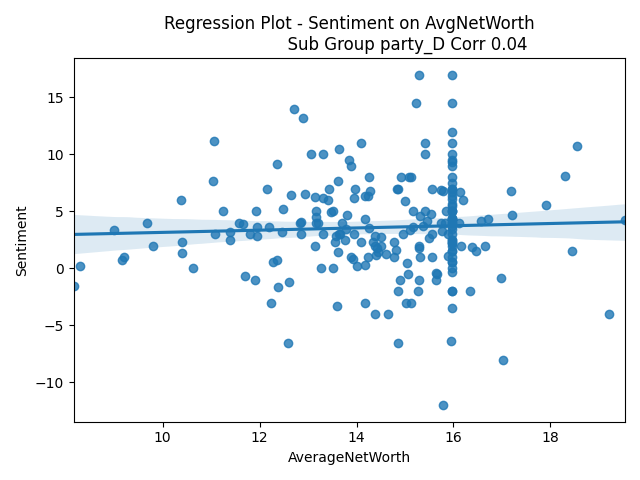 Regression Plot - Sentiment on AvgNetWorth
Sub Group party_D Corr 0.04
Sentiment
15
10
5
0
−5
−10
10
12
14
16
18
AverageNetWorth